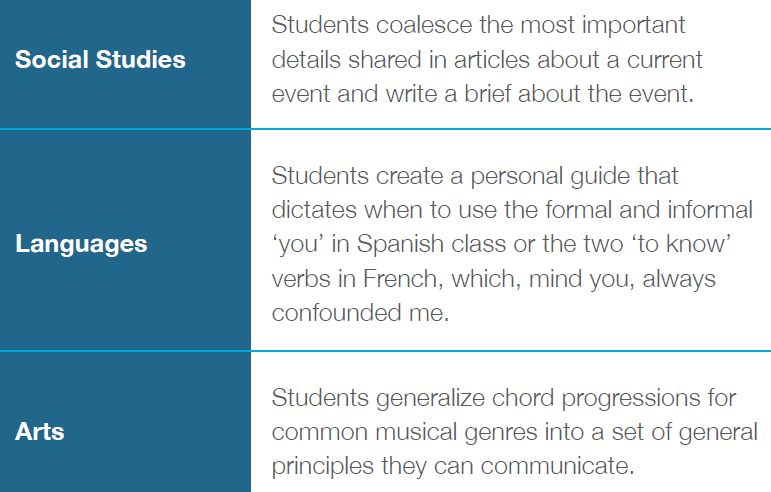 Social Studies
Students coalesce the most important
details shared in articles about a current
event and write a brief about the event.
Languages
Students create a personal guide that
dictates when to use the formal and informal
‘you’ in Spanish class or the two ‘to know’
verbs in French, which, mind you, always
confounded me.
Arts
Students generalize chord progressions for
common musical genres into a set of general
principles they can communicate.